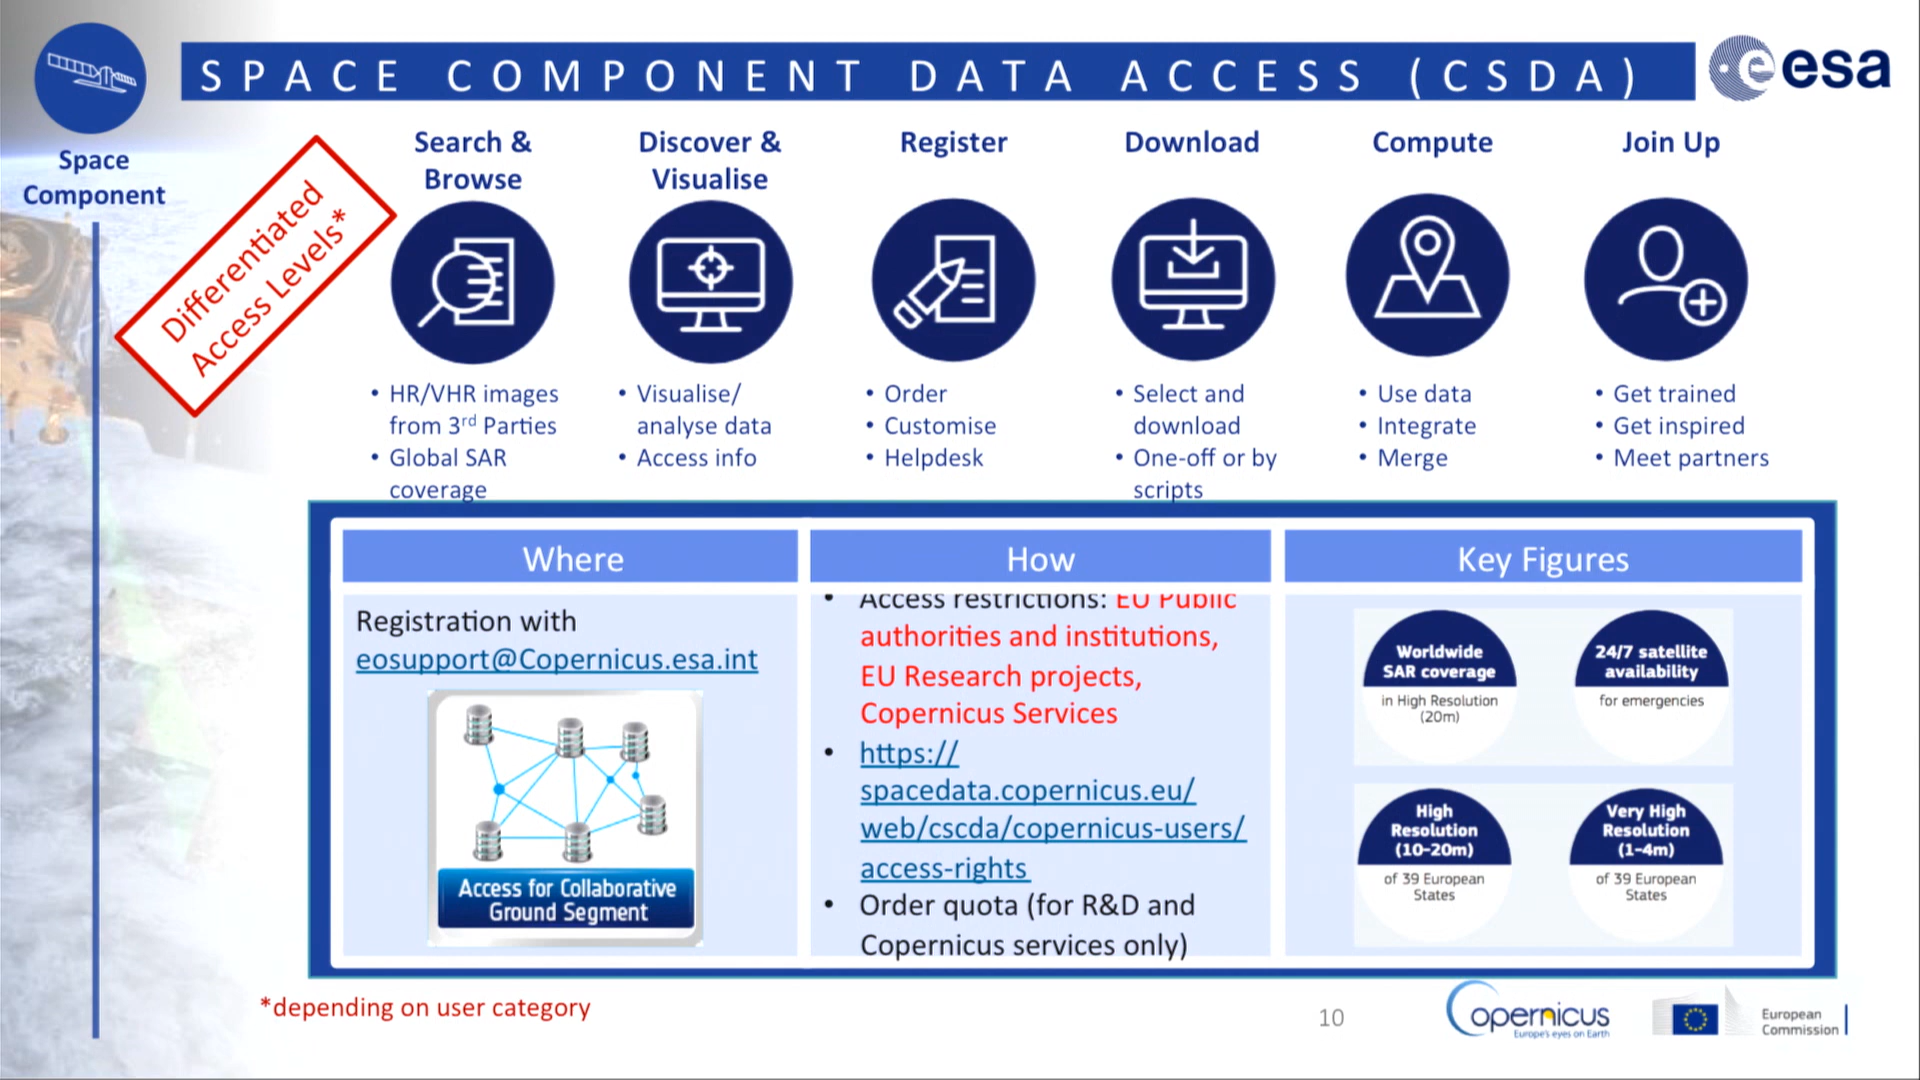 SPACE COMPONENT DATA ACCESS (CSDA)
esa
Space
Component
Differentiated
Access Levels*
Search &
Browse
• HR/VHR images
from 3rd Parties
• Global SAR
coverage
Discover &
Visualise
• Visualise/
analyse data
• Access info
Register
• Order
• Customise
• Helpdesk
Download
• Select and
download
• One-off or by
scripts
Compute
• Use data
• Integrate
• Merge
Join Up
• Get trained
• Get inspired
• Meet partners
Where
Registration with
eosupport@Copernicus.esa.int
Access for Collaborative
Ground Segment
How
• Access restrictions: EU Public
authorities and institutions,
EU Research projects,
Copernicus Services
• https://
spacedata.copernicus.eu/
web/cscda/copernicus-users/
access-rights
• Order quota (for R&D and
Copernicus services only)
Key Figures
Worldwide
SAR coverage
in High Resolution
(20m)
24/7 satellite
availability
for emergencies
High
Resolution
(10-20m)
of 39 European
States
Very High
Resolution
(1-4m)
of 39 European
States
*depending on user category
10
opernicus
Europe's eyes on Earth
European
Commission